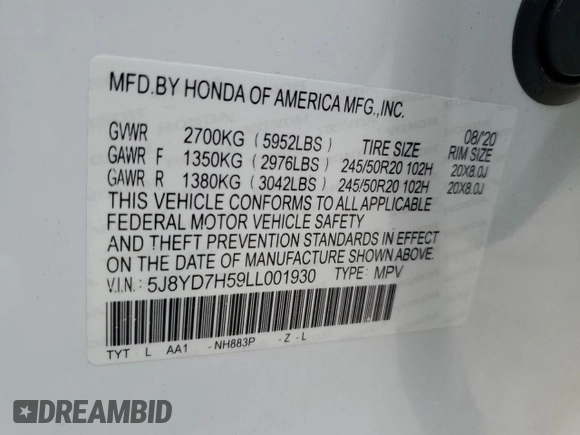 MFD.BY HONDA OF AMERICA MFG.,INC.
08/20
GVWR 2700KG (5952LBS) TIRE SIZE RIM SIZE
GAWR F 1350KG (2976LBS) 245/50R20 102H 20X8.0J
GAWR R 1380KG (3042LBS) 245/50R20 102H 20X8.0J
THIS VEHICLE CONFORMS TO ALL APPLICABLE
FEDERAL MOTOR VEHICLE SAFETY
AND THEFT PREVENTION STANDARDS IN EFFECT
ON THE DATE OF MANUFACTURE SHOWN ABOVE.
V.I.N.: 5J8YD7H59LL001930 TYPE: MPV
TYT L AA1 - NH883P - Z - L
DREAMBID